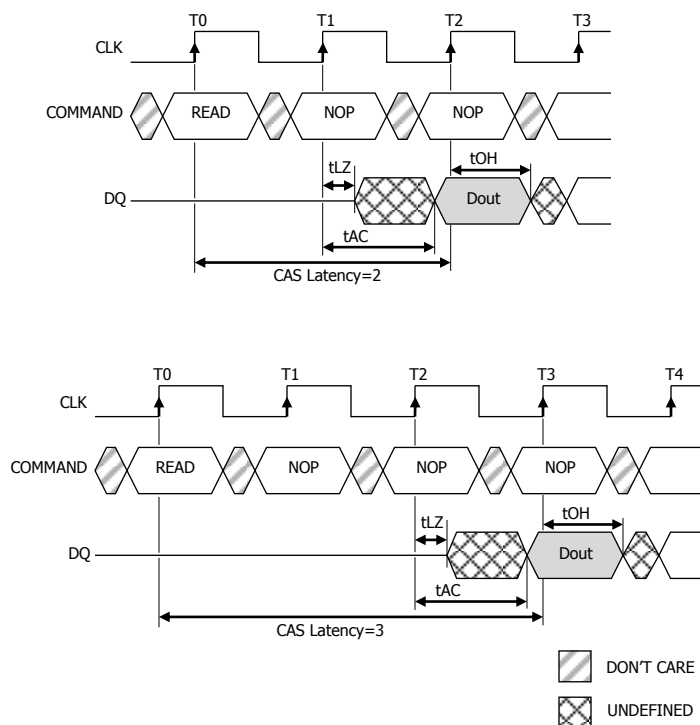 T0 T1 T2 T3
CLK
COMMAND READ NOP NOP
tLZ tOH
DQ Dout
tAC
CAS Latency=2
T0 T1 T2 T3 T4
CLK
COMMAND READ NOP NOP NOP
tLZ tOH
DQ Dout
tAC
CAS Latency=3
DON'T CARE
UNDEFINED